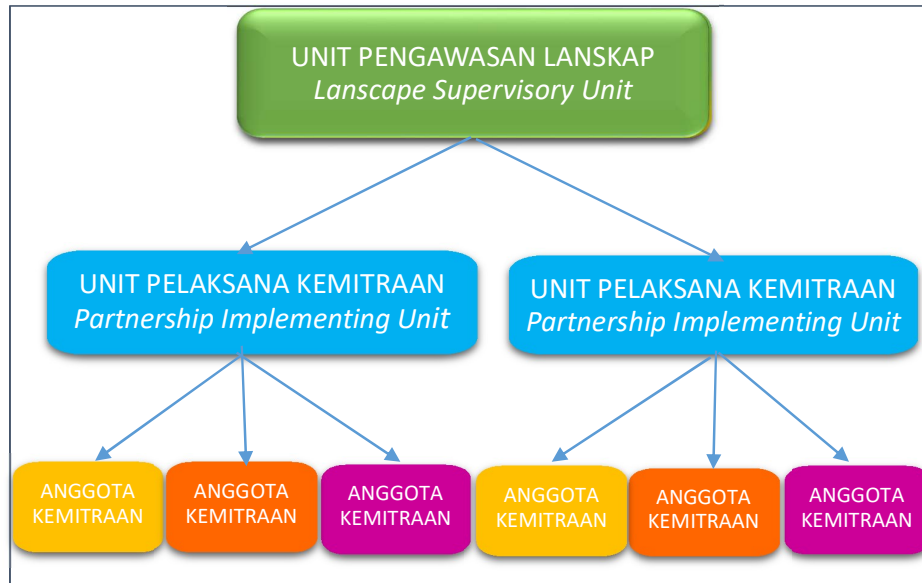 UNIT PENGAWASAN LANSKAP
Lanscape Supervisory Unit
UNIT PELAKSANA KEMITRAAN
Partnership Implementing Unit
UNIT PELAKSANA KEMITRAAN
Partnership Implementing Unit
ANGGOTA
KEMITRAAN
ANGGOTA
KEMITRAAN
ANGGOTA
KEMITRAAN
ANGGOTA
KEMITRAAN
ANGGOTA
KEMITRAAN
ANGGOTA
KEMITRAAN